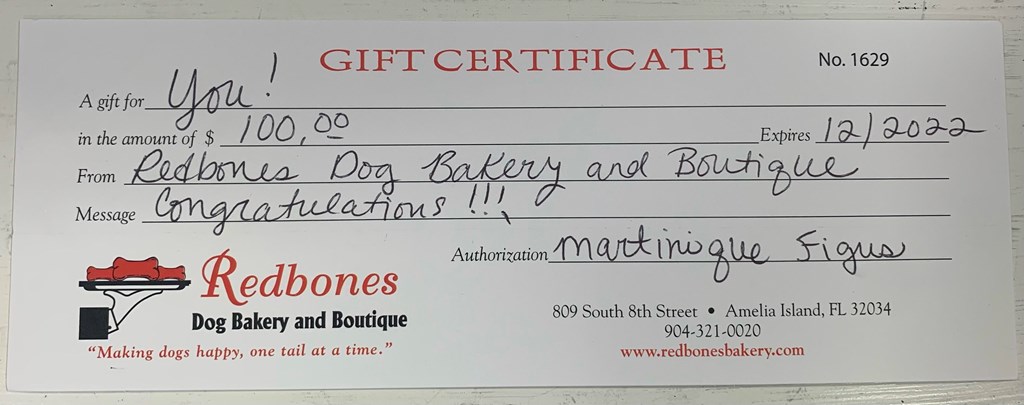 GIFT CERTIFICATE
No. 1629
A gift for You!
in the amount of $ 100.00 Expires 12/2022
From Redbones Dog Bakery and Boutique
Message Congratulations !!!
Authorization Martinique Figus
Redbones
Dog Bakery and Boutique
“Making dogs happy, one tail at a time.”
809 South 8th Street • Amelia Island, FL 32034
904-321-0020
www.redbonesbakery.com